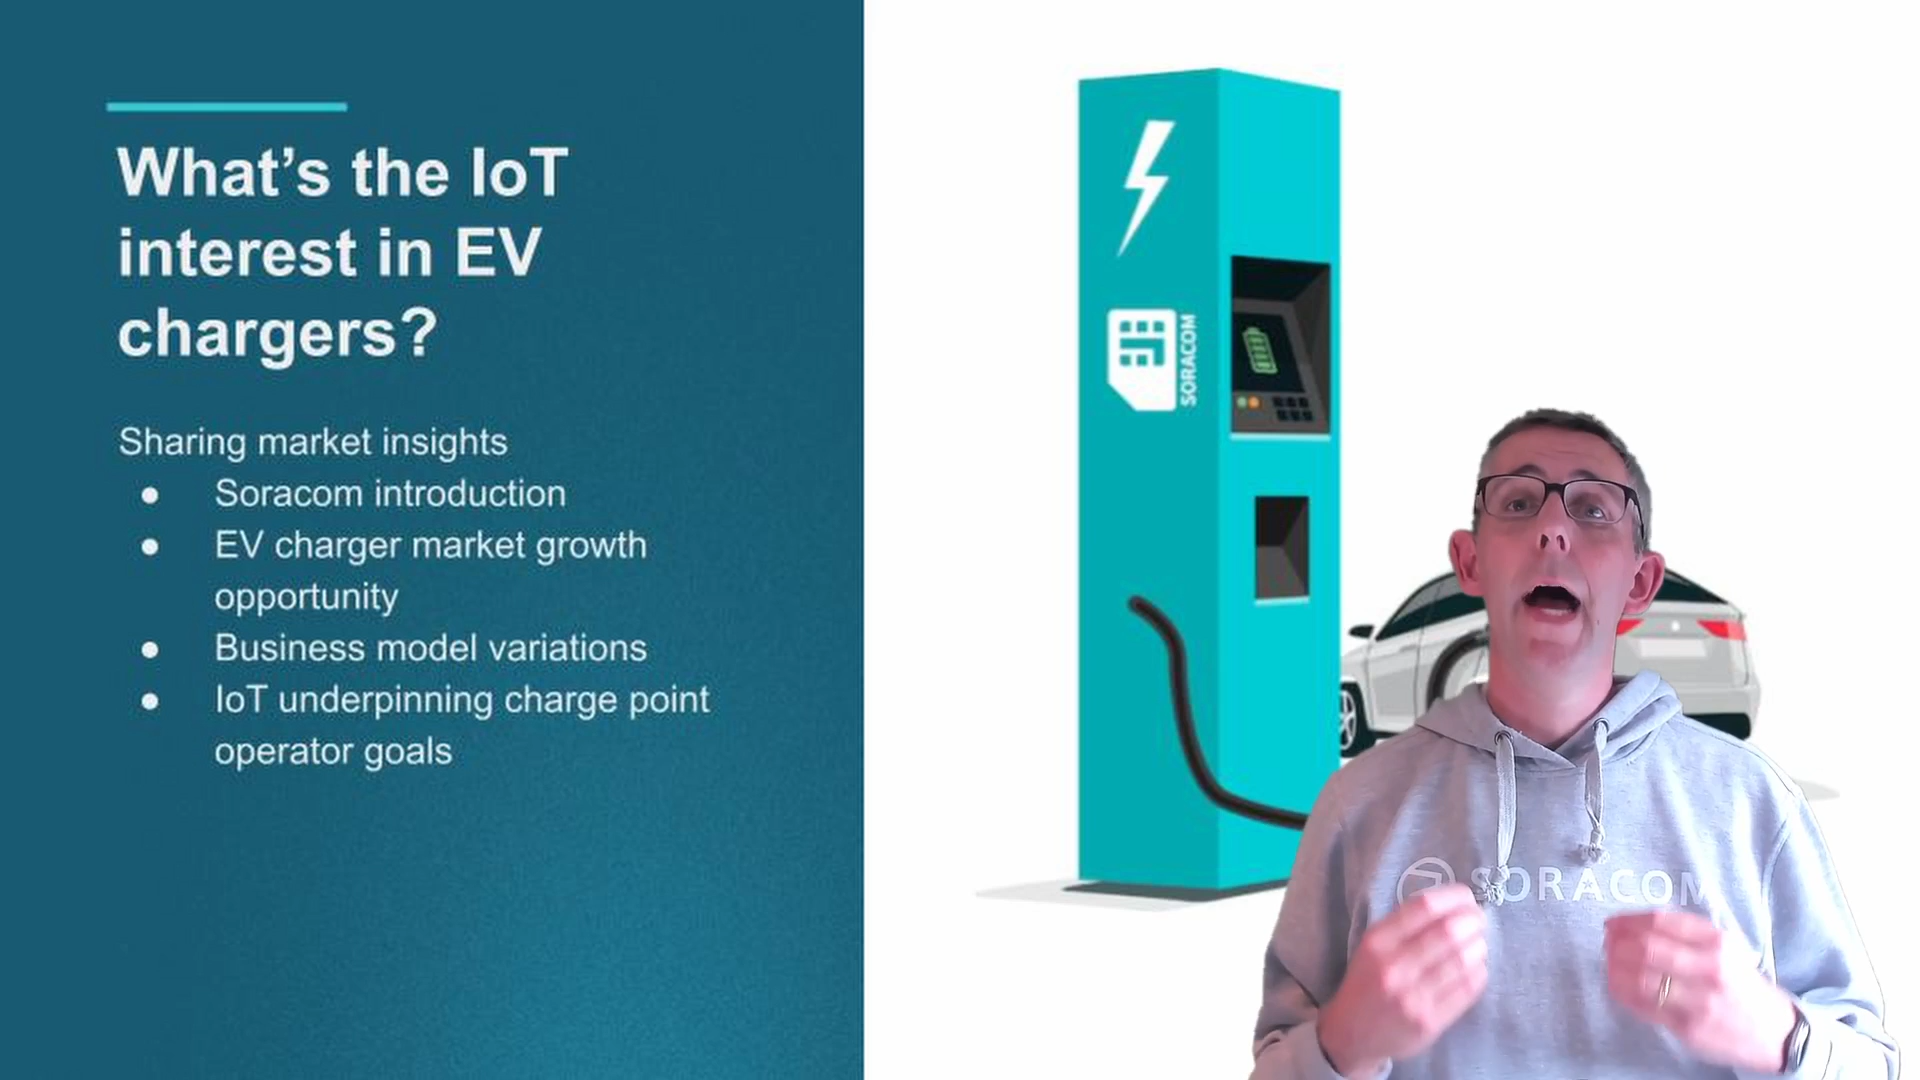 What’s the IoT
interest in EV
chargers?
Sharing market insights
● Soracom introduction
● EV charger market growth
opportunity
● Business model variations
● IoT underpinning charge point
operator goals
SORACOM
SORACOM